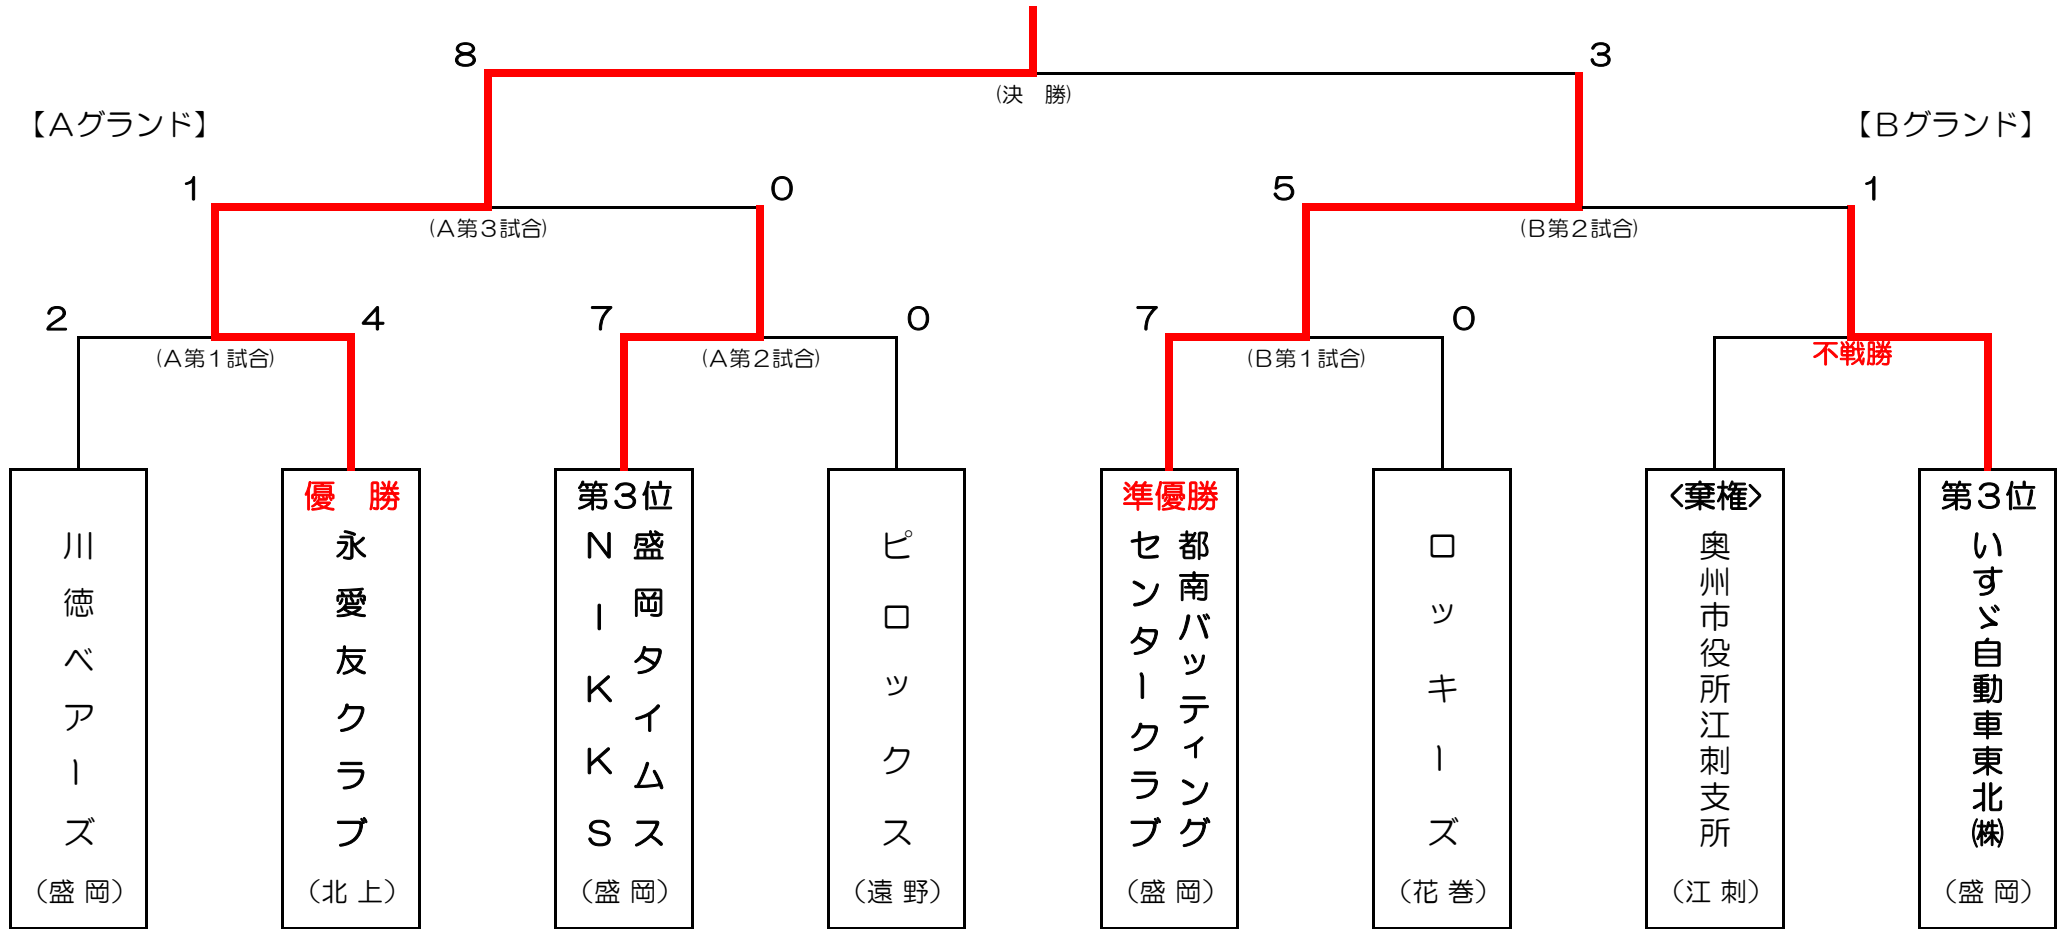 8
3
(決　勝)
【Aグランド】
【Bグランド】
1
0
5
1
(A第3試合)
(B第2試合)
2
4
7
0
7
0
(A第1試合)
(A第2試合)
(B第1試合)
不戦勝
川徳ベアーズ
(盛 岡)
優　勝
永愛友クラブ
(北 上)
第3位
盛岡タイムス
NIKKS
(盛 岡)
ピロックス
(遠 野)
準優勝
都南バッティング
センタークラブ
(盛 岡)
ロッキーズ
(花 巻)
<棄権>
奥州市役所江刺支所
(江 刺)
第3位
いすゞ自動車東北㈱
(盛 岡)